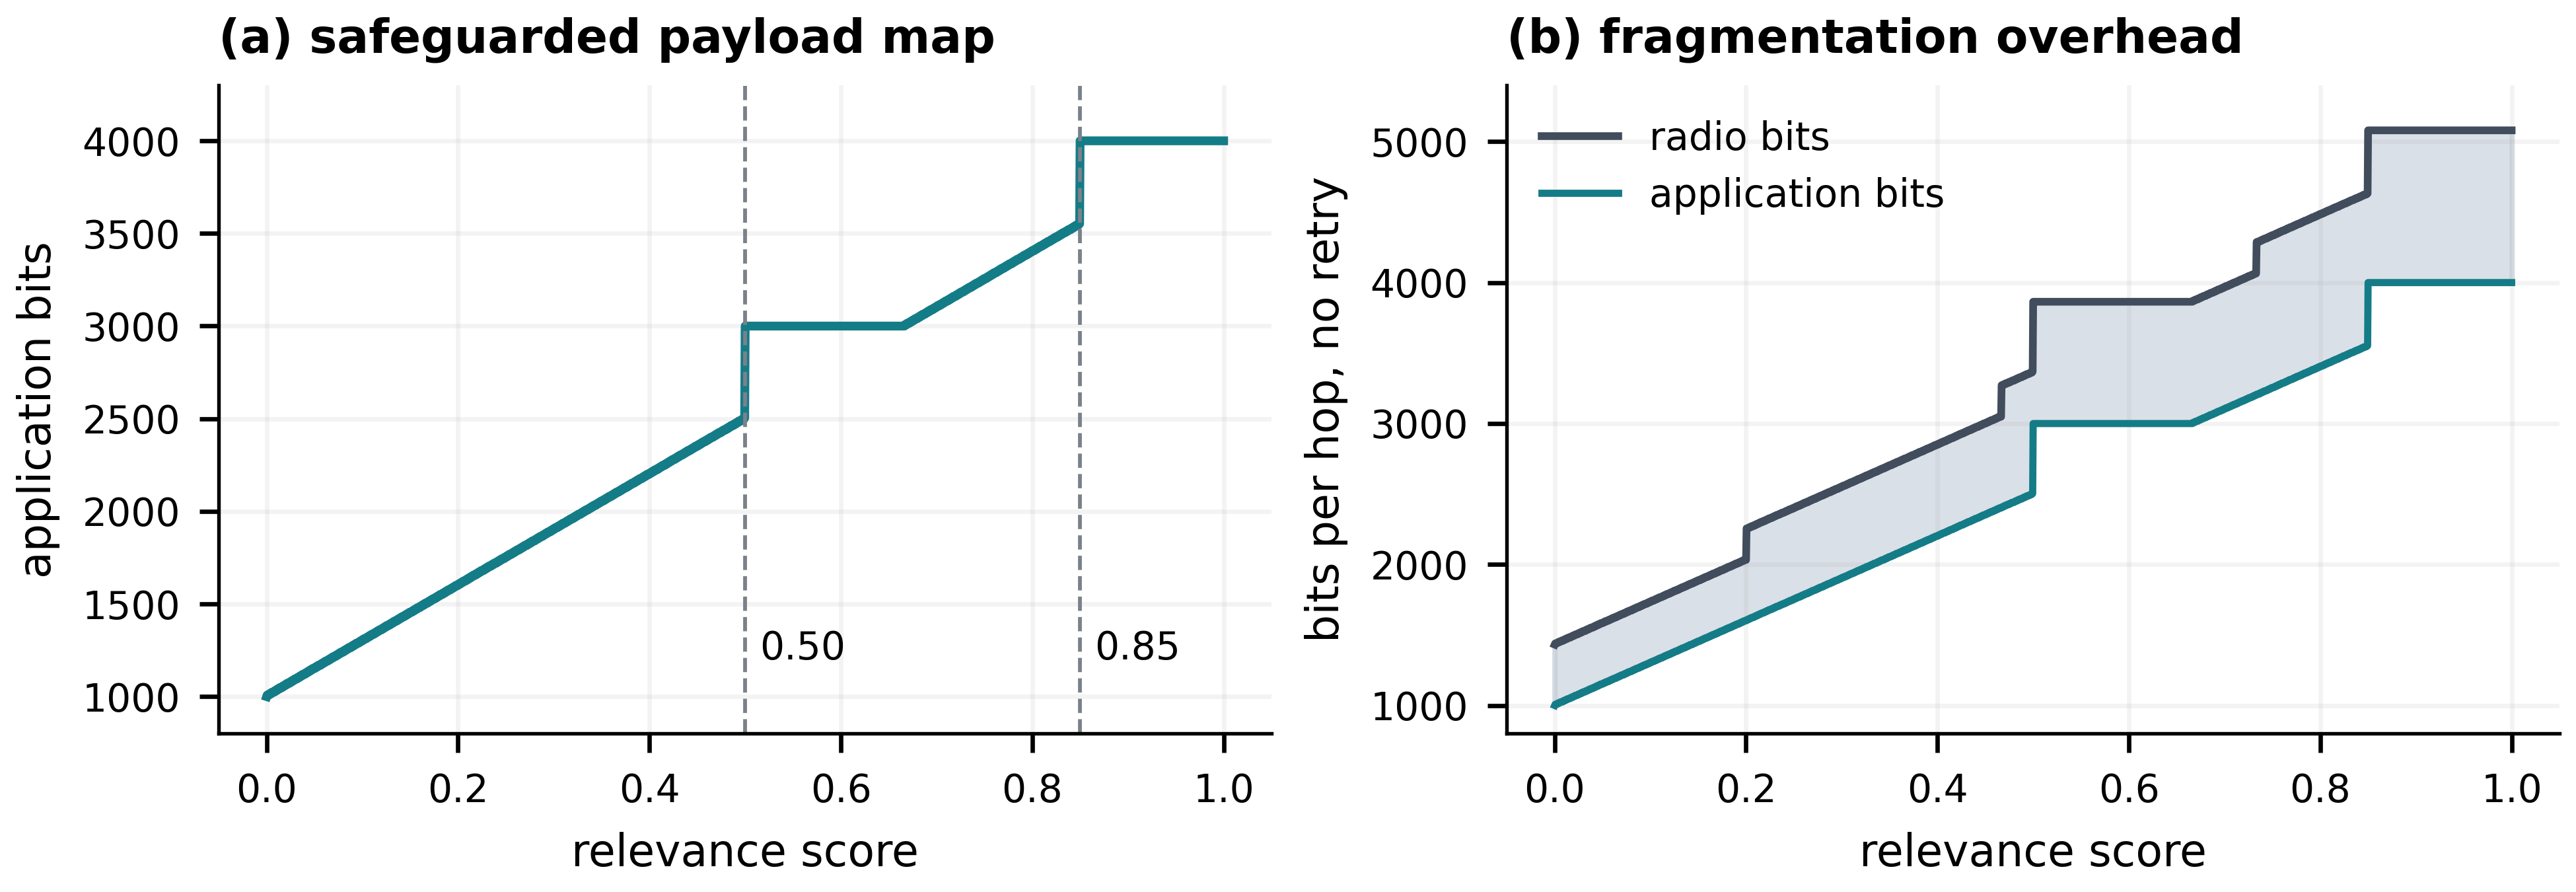 (a) safeguarded payload map
application bits
4000
3500
3000
2500
2000
1500
1000
0.50
0.85
0.0 0.2 0.4 0.6 0.8 1.0
relevance score
(b) fragmentation overhead
bits per hop, no retry
radio bits
application bits
5000
4000
3000
2000
1000
0.0 0.2 0.4 0.6 0.8 1.0
relevance score